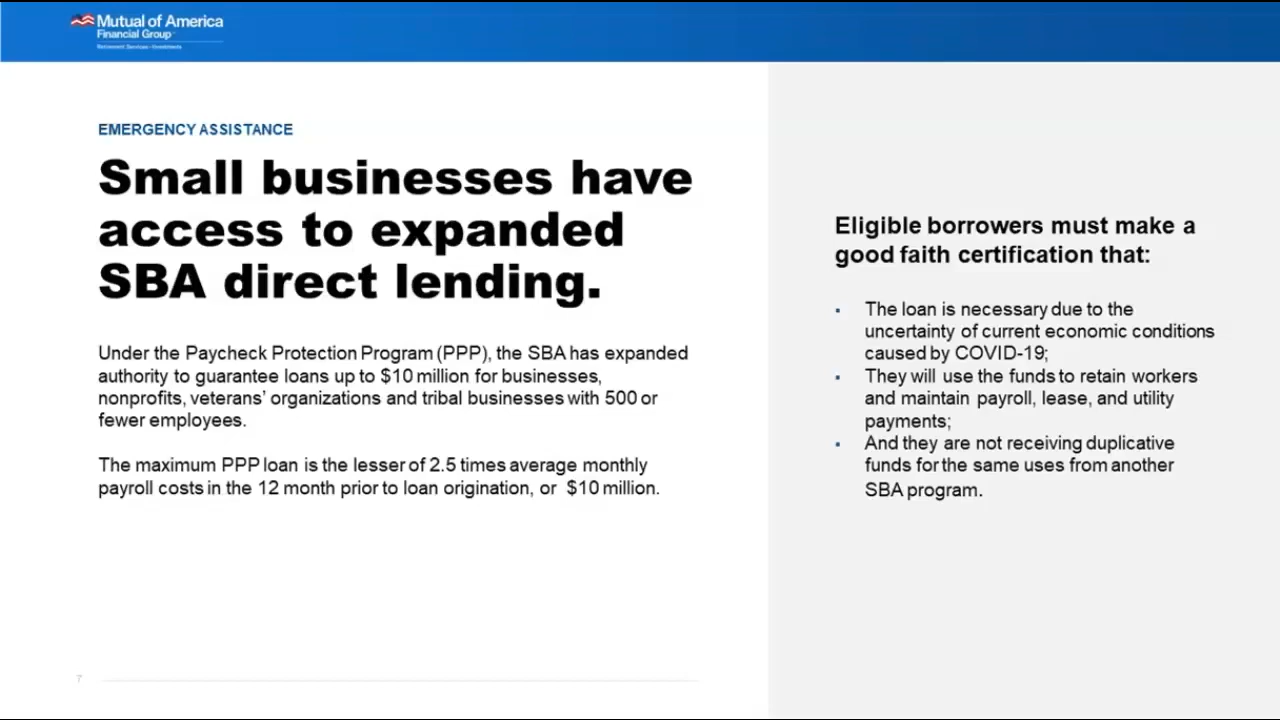 Mutual of America
Financial Group
Retirement Services • Investments
EMERGENCY ASSISTANCE
Small businesses have
access to expanded
SBA direct lending.
Under the Paycheck Protection Program (PPP), the SBA has expanded
authority to guarantee loans up to $10 million for businesses,
nonprofits, veterans’ organizations and tribal businesses with 500 or
fewer employees.
The maximum PPP loan is the lesser of 2.5 times average monthly
payroll costs in the 12 month prior to loan origination, or $10 million.
Eligible borrowers must make a
good faith certification that:
▪ The loan is necessary due to the
uncertainty of current economic conditions
caused by COVID-19;
▪ They will use the funds to retain workers
and maintain payroll, lease, and utility
payments;
▪ And they are not receiving duplicative
funds for the same uses from another
SBA program.
7